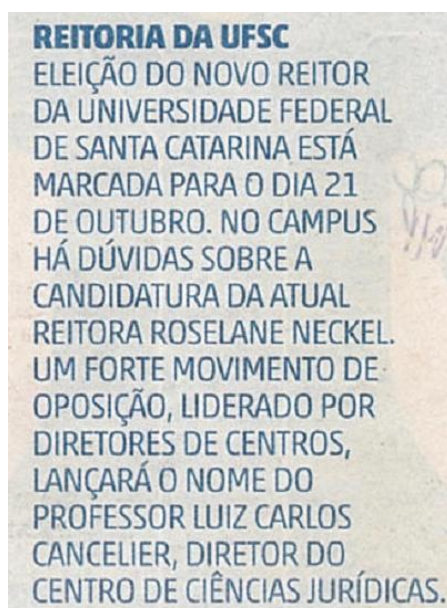 REITORIA DA UFSC
ELEIÇÃO DO NOVO REITOR
DA UNIVERSIDADE FEDERAL
DE SANTA CATARINA ESTÁ
MARCADA PARA O DIA 21
DE OUTUBRO. NO CAMPUS
HÁ DÚVIDAS SOBRE A
CANDIDATURA DA ATUAL
REITORA ROSELANE NECKEL.
UM FORTE MOVIMENTO DE
OPOSIÇÃO, LIDERADO POR
DIRETORES DE CENTROS,
LANÇARÁ O NOME DO
PROFESSOR LUIZ CARLOS
CANCELIER, DIRETOR DO
CENTRO DE CIÊNCIAS JURÍDICAS.